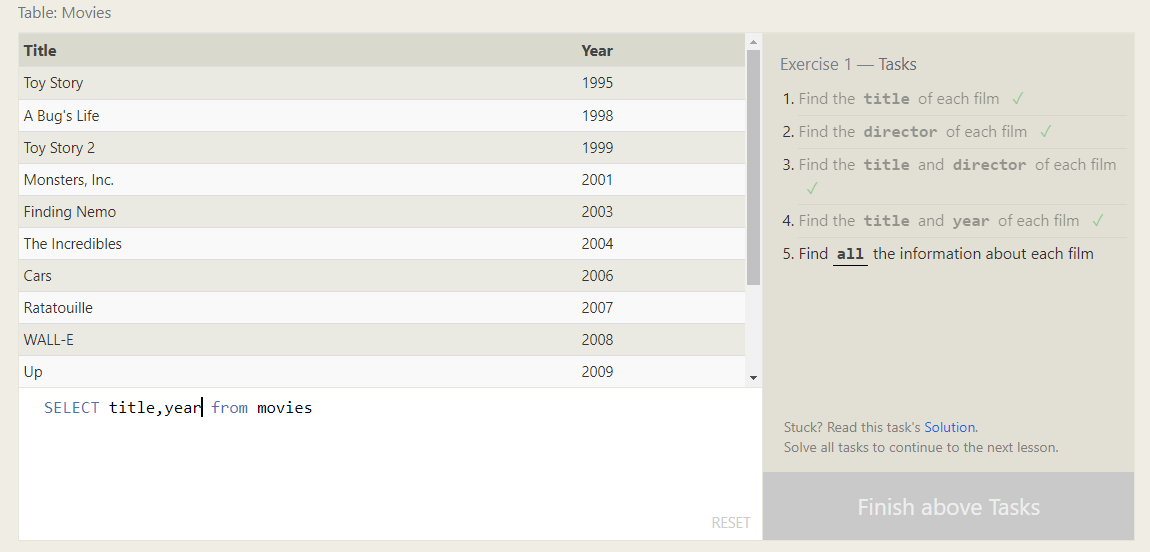 Table: Movies
Title Year
Toy Story 1995
A Bug's Life 1998
Toy Story 2 1999
Monsters, Inc. 2001
Finding Nemo 2003
The Incredibles 2004
Cars 2006
Ratatouille 2007
WALL-E 2008
Up 2009
SELECT title,year from movies
RESET
Exercise 1 — Tasks
1. Find the title of each film ✓
2. Find the director of each film ✓
3. Find the title and director of each film
✓
4. Find the title and year of each film ✓
5. Find all the information about each film
Stuck? Read this task's Solution.
Solve all tasks to continue to the next lesson.
Finish above Tasks